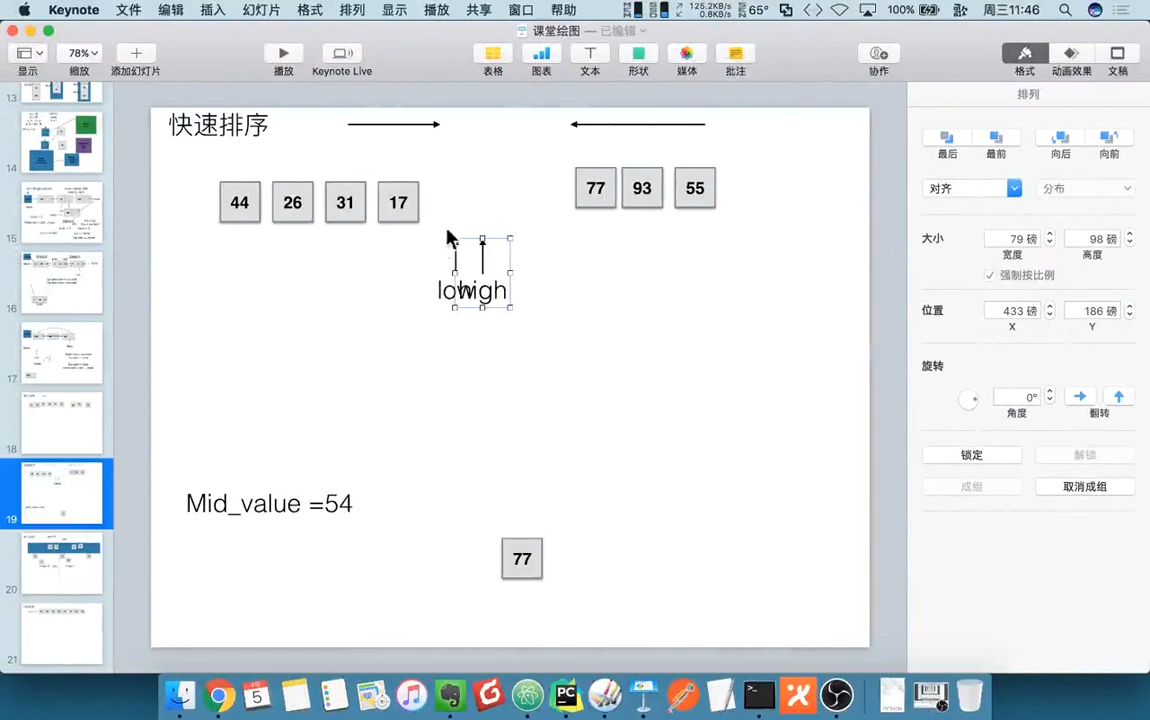 Keynote 文件 编辑 插入 幻灯片 格式 排列 显示 播放 共享 窗口 帮助 125.2KB/s 0.8KB/s 65° 100% 周三11:46
课堂绘图 — 已编辑
78%
显示 缩放 添加幻灯片 播放 Keynote Live 表格 图表 文本 形状 媒体 批注 协作 格式 动画效果 文稿
排列
13
14
15
16
17
18
19
20
21
快速排序
44 26 31 17 77 93 55
low high
Mid_value =54
77
最后 最前 向后 向前
对齐 分布
大小 79 磅 98 磅
宽度 高度
强制按比例
位置 433 磅 186 磅
X Y
旋转
0°
角度 翻转
锁定 解锁
成组 取消成组
5
PC
PYTHON